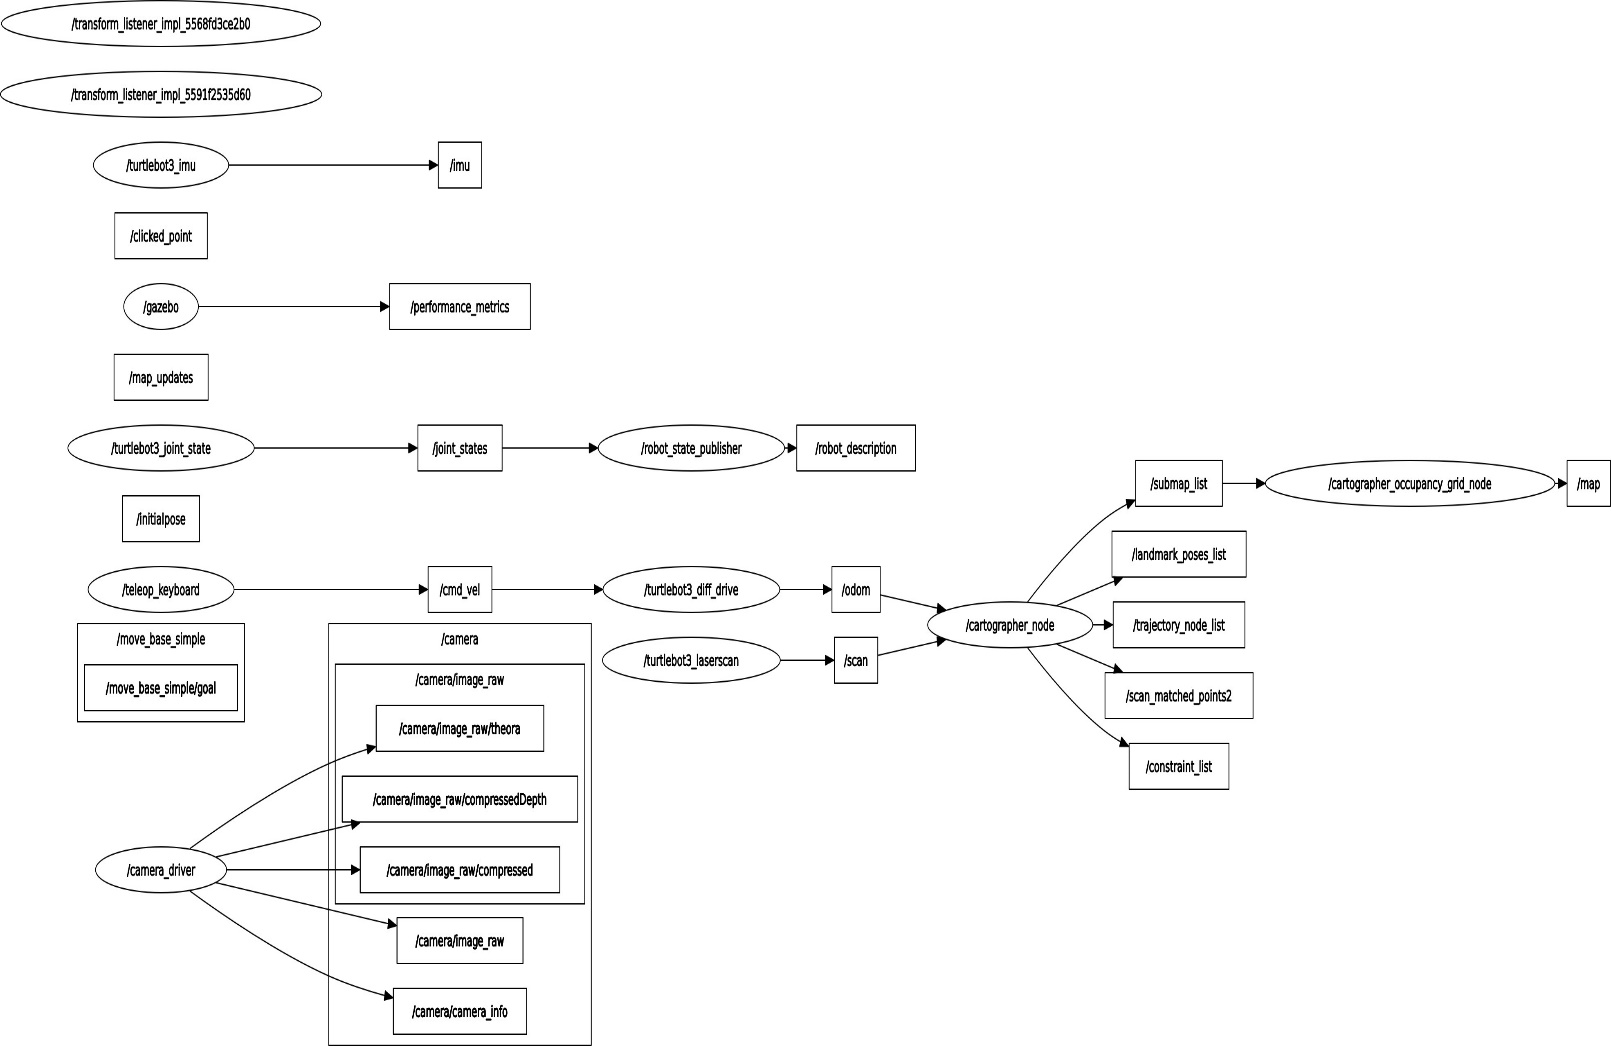 /transform_listener_impl_5568fd3ce2b0
/transform_listener_impl_5591f2535d60
/turtlebot3_imu
/imu
/clicked_point
/gazebo
/performance_metrics
/map_updates
/turtlebot3_joint_state
/joint_states
/robot_state_publisher
/robot_description
/submap_list
/cartographer_occupancy_grid_node
/map
/initialpose
/landmark_poses_list
/teleop_keyboard
/cmd_vel
/turtlebot3_diff_drive
/odom
/cartographer_node
/trajectory_node_list
/move_base_simple
/move_base_simple/goal
/camera
/turtlebot3_laserscan
/scan
/scan_matched_points2
/constraint_list
/camera/image_raw
/camera/image_raw/theora
/camera/image_raw/compressedDepth
/camera_driver
/camera/image_raw/compressed
/camera/image_raw
/camera/camera_info